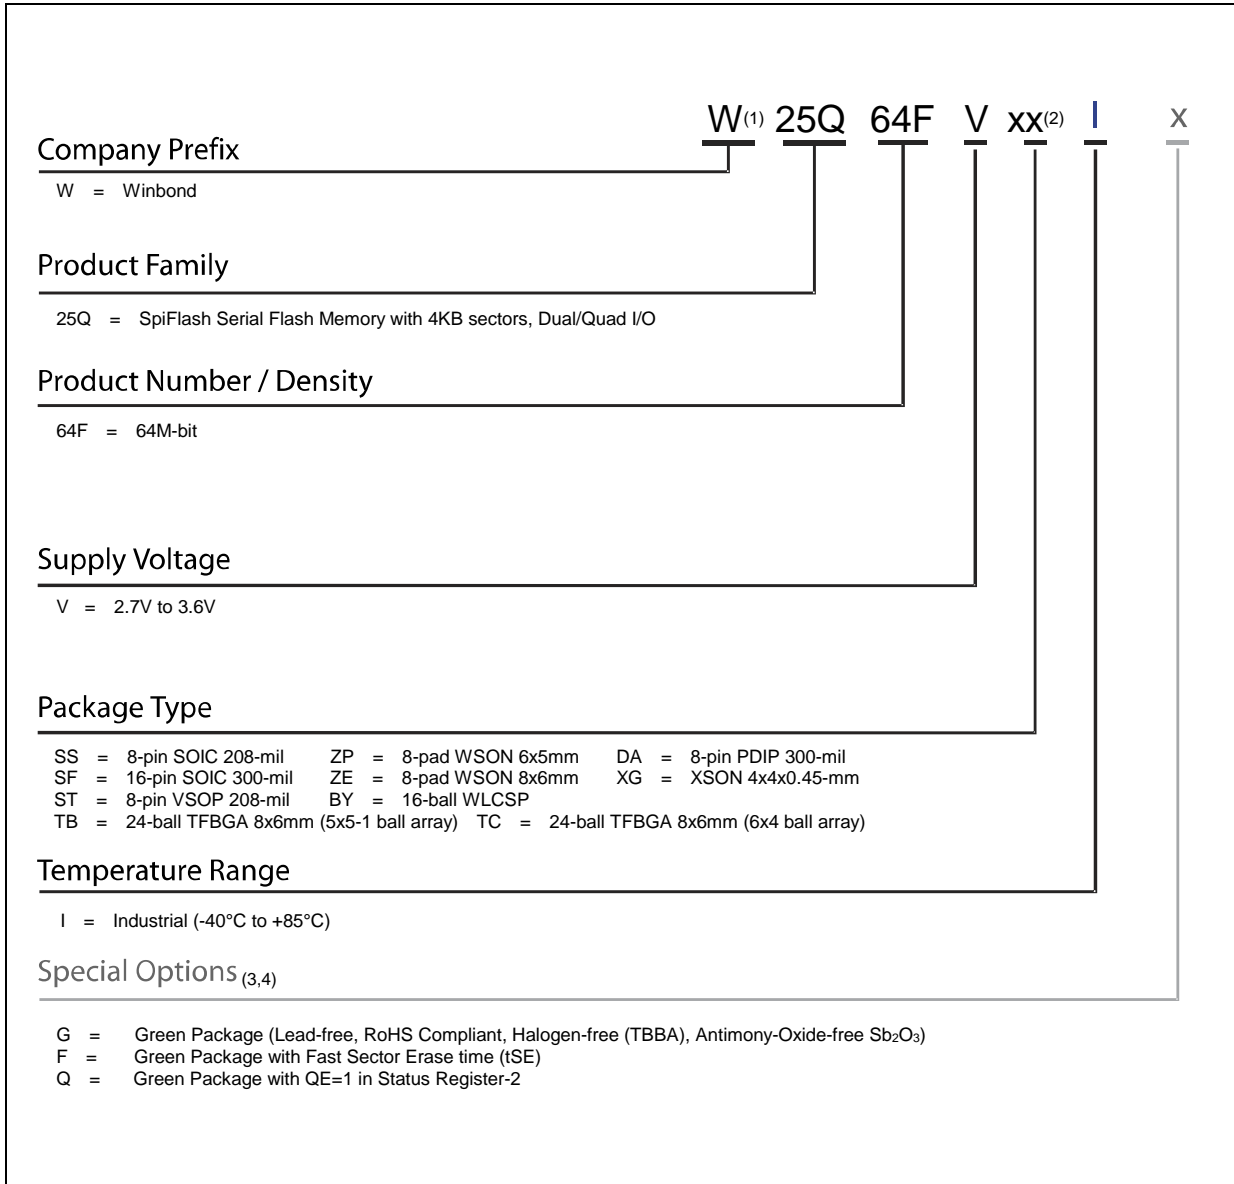 W(1) 25Q 64F V xx(2) I x
Company Prefix
W = Winbond
Product Family
25Q = SpiFlash Serial Flash Memory with 4KB sectors, Dual/Quad I/O
Product Number / Density
64F = 64M-bit
Supply Voltage
V = 2.7V to 3.6V
Package Type
SS = 8-pin SOIC 208-mil ZP = 8-pad WSON 6x5mm DA = 8-pin PDIP 300-mil
SF = 16-pin SOIC 300-mil ZE = 8-pad WSON 8x6mm XG = XSON 4x4x0.45-mm
ST = 8-pin VSOP 208-mil BY = 16-ball WLCSP
TB = 24-ball TFBGA 8x6mm (5x5-1 ball array) TC = 24-ball TFBGA 8x6mm (6x4 ball array)
Temperature Range
I = Industrial (-40°C to +85°C)
Special Options (3,4)
G = Green Package (Lead-free, RoHS Compliant, Halogen-free (TBBA), Antimony-Oxide-free Sb₂O₃)
F = Green Package with Fast Sector Erase time (tSE)
Q = Green Package with QE=1 in Status Register-2